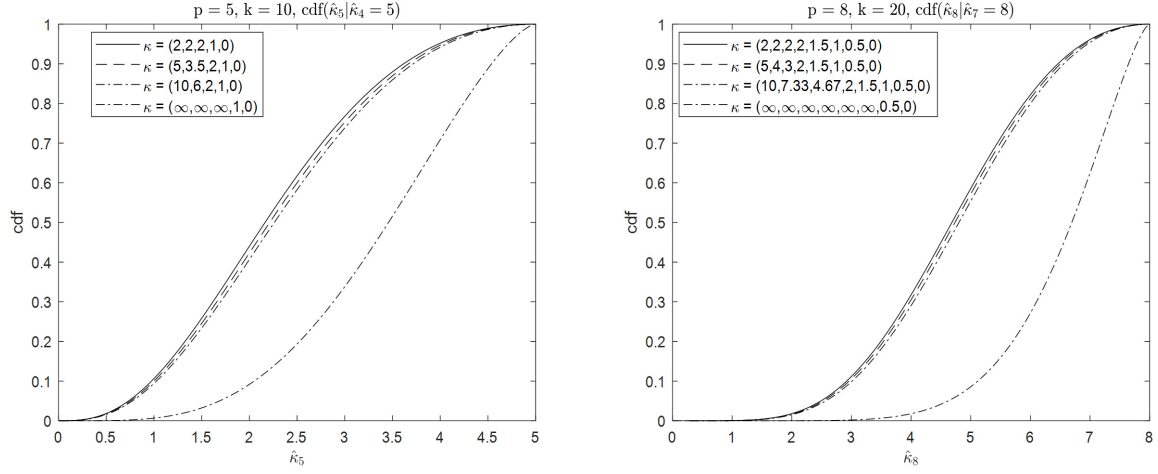 p = 5, k = 10, cdf(κ̂₅|κ̂₄ = 5)
κ = (2,2,2,1,0)
κ = (5,3.5,2,1,0)
κ = (10,6,2,1,0)
κ = (∞,∞,∞,1,0)
1
0.9
0.8
0.7
0.6
0.5
0.4
0.3
0.2
0.1
0
cdf
0 0.5 1 1.5 2 2.5 3 3.5 4 4.5 5
κ̂₅
p = 8, k = 20, cdf(κ̂₈|κ̂₇ = 8)
κ = (2,2,2,2,1.5,1,0.5,0)
κ = (5,4,3,2,1.5,1,0.5,0)
κ = (10,7.33,4.67,2,1.5,1,0.5,0)
κ = (∞,∞,∞,∞,∞,∞,0.5,0)
1
0.9
0.8
0.7
0.6
0.5
0.4
0.3
0.2
0.1
0
cdf
0 1 2 3 4 5 6 7 8
κ̂₈